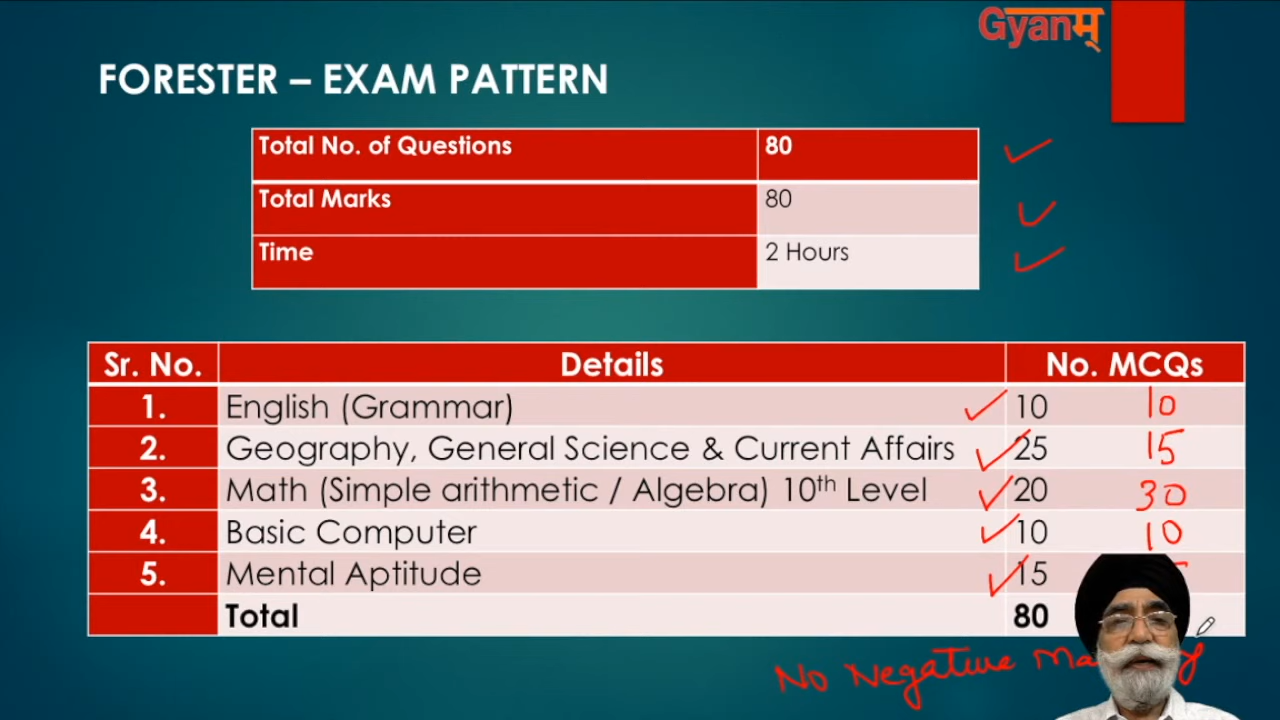 Gyanम्
FORESTER – EXAM PATTERN
Total No. of Questions 80
Total Marks 80
Time 2 Hours
Sr. No. Details No. MCQs
1. English (Grammar) 10 10
2. Geography, General Science & Current Affairs 25 15
3. Math (Simple arithmetic / Algebra) 10th Level 20 30
4. Basic Computer 10 10
5. Mental Aptitude 15
Total 80
No Negative